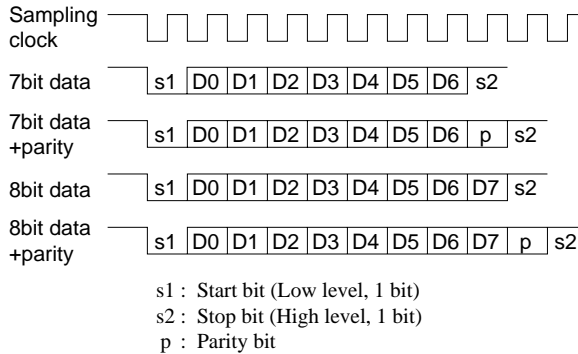 Sampling
clock
7bit data
s1 D0 D1 D2 D3 D4 D5 D6 s2
7bit data
+parity
s1 D0 D1 D2 D3 D4 D5 D6 p s2
8bit data
s1 D0 D1 D2 D3 D4 D5 D6 D7 s2
8bit data
+parity
s1 D0 D1 D2 D3 D4 D5 D6 D7 p s2
s1 : Start bit (Low level, 1 bit)
s2 : Stop bit (High level, 1 bit)
p : Parity bit